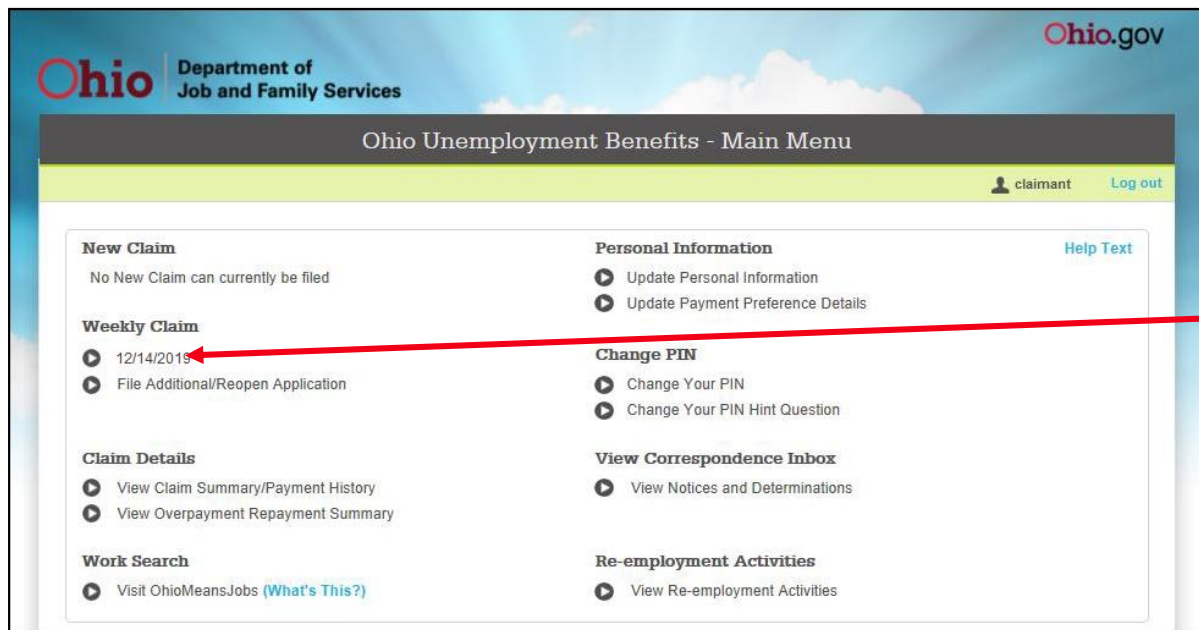 Ohio.gov
Ohio Department of
Job and Family Services
Ohio Unemployment Benefits - Main Menu
claimant Log out
New Claim
No New Claim can currently be filed
Weekly Claim
12/14/2019
File Additional/Reopen Application
Claim Details
View Claim Summary/Payment History
View Overpayment Repayment Summary
Work Search
Visit OhioMeansJobs (What's This?)
Personal Information
Help Text
Update Personal Information
Update Payment Preference Details
Change PIN
Change Your PIN
Change Your PIN Hint Question
View Correspondence Inbox
View Notices and Determinations
Re-employment Activities
View Re-employment Activities